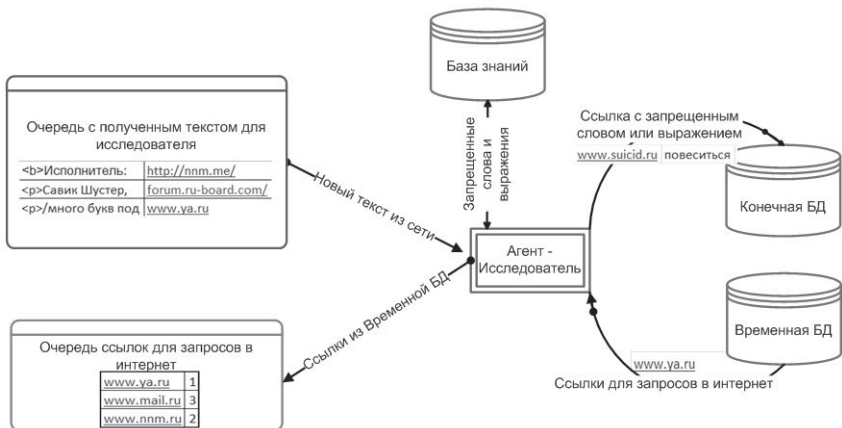 База знаний
Очередь с полученным текстом для
исследователя
<b>Исполнитель: http://nnm.me/
<p>Савик Шустер, forum.ru-board.com/
<p>/много букв под www.ya.ru
Новый текст из сети
Запрещенные
слова и
выражения
Ссылка с запрещенным
словом или выражением
www.suicid.ru повеситься
Конечная БД
Агент -
Исследователь
Ссылки из Временной БД
Временная БД
www.ya.ru
Ссылки для запросов в интернет
Очередь ссылок для запросов в
интернет
www.ya.ru 1
www.mail.ru 3
www.nnm.ru 2